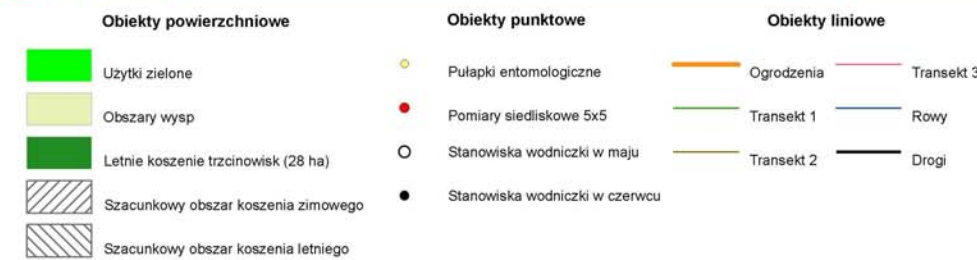 Obiekty powierzchniowe
Użytki zielone
Obszary wysp
Letnie koszenie trzcinowisk (28 ha)
Szacunkowy obszar koszenia zimowego
Szacunkowy obszar koszenia letniego
Obiekty punktowe
Pułapki entomologiczne
Pomiary siedliskowe 5x5
Stanowiska wodniczki w maju
Stanowiska wodniczki w czerwcu
Obiekty liniowe
Ogrodzenia
Transekt 1
Transekt 2
Transekt 3
Rowy
Drogi